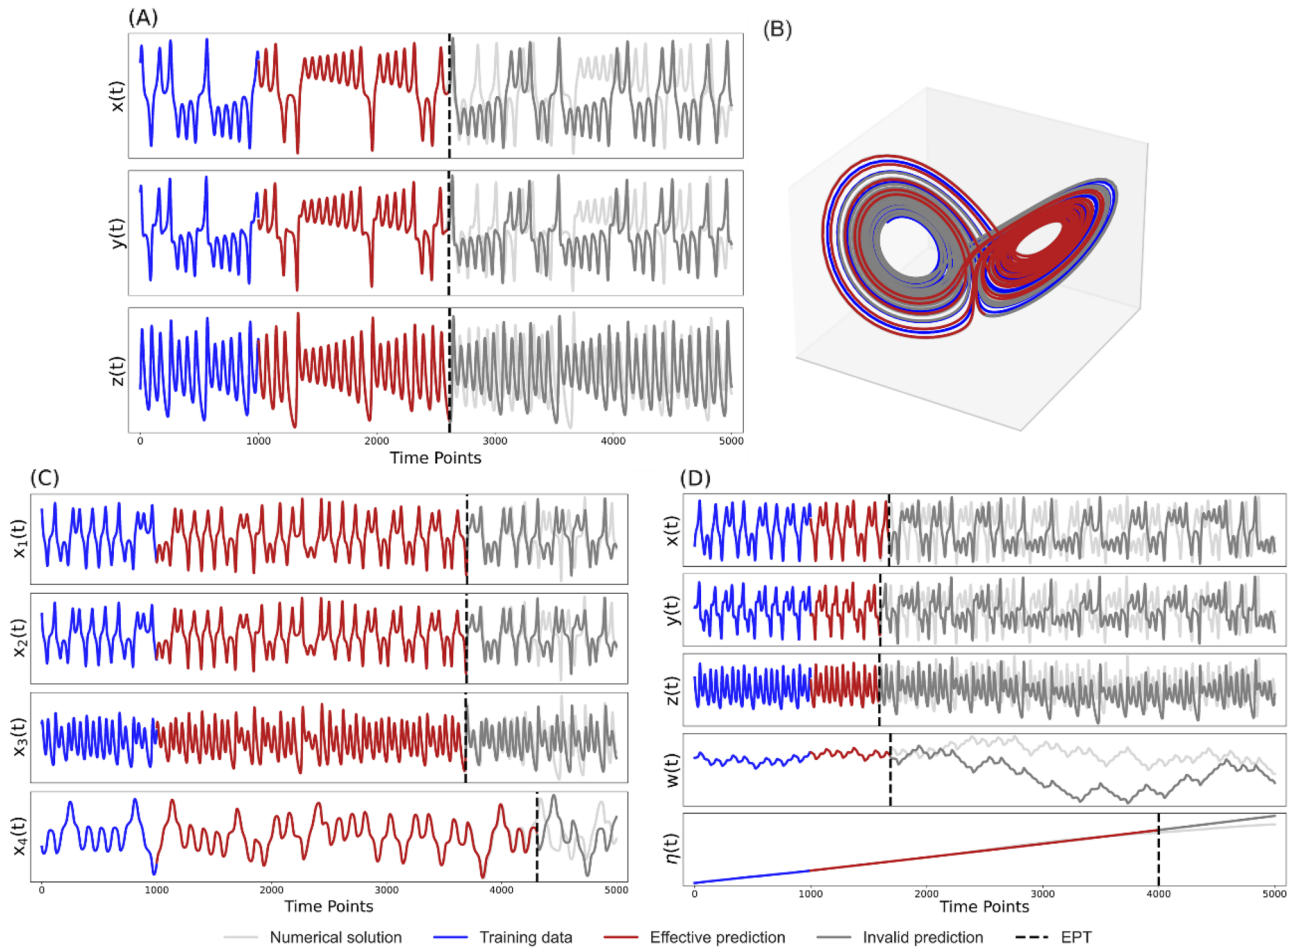 (A)
x(t)
y(t)
z(t)
0 1000 2000 3000 4000 5000
Time Points
(B)
(C)
x1(t)
x2(t)
x3(t)
x4(t)
0 1000 2000 3000 4000 5000
Time Points
(D)
x(t)
y(t)
z(t)
w(t)
η(t)
0 1000 2000 3000 4000 5000
Time Points
Numerical solution Training data Effective prediction Invalid prediction EPT